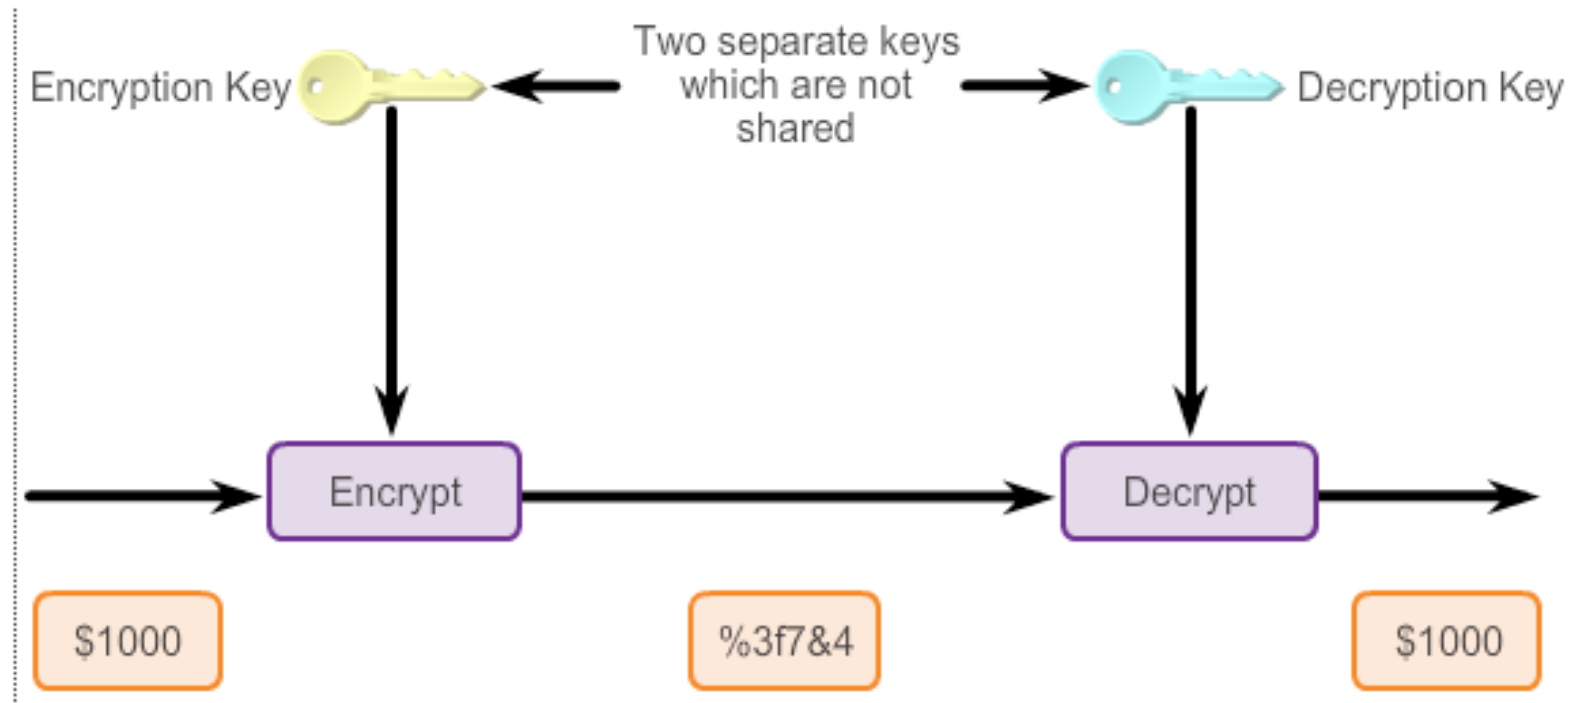 Two separate keys
which are not
shared
Encryption Key
Decryption Key
Encrypt
Decrypt
$1000
%3f7&4
$1000